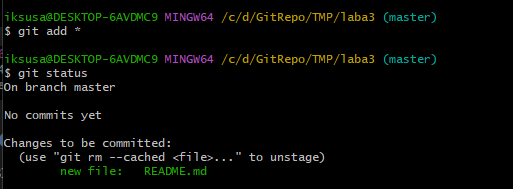 iksusa@DESKTOP-6AVDMC9 MINGW64 /c/d/GitRepo/TMP/laba3 (master)
$ git add *

iksusa@DESKTOP-6AVDMC9 MINGW64 /c/d/GitRepo/TMP/laba3 (master)
$ git status
On branch master

No commits yet

Changes to be committed:
  (use "git rm --cached <file>..." to unstage)
        new file:   README.md